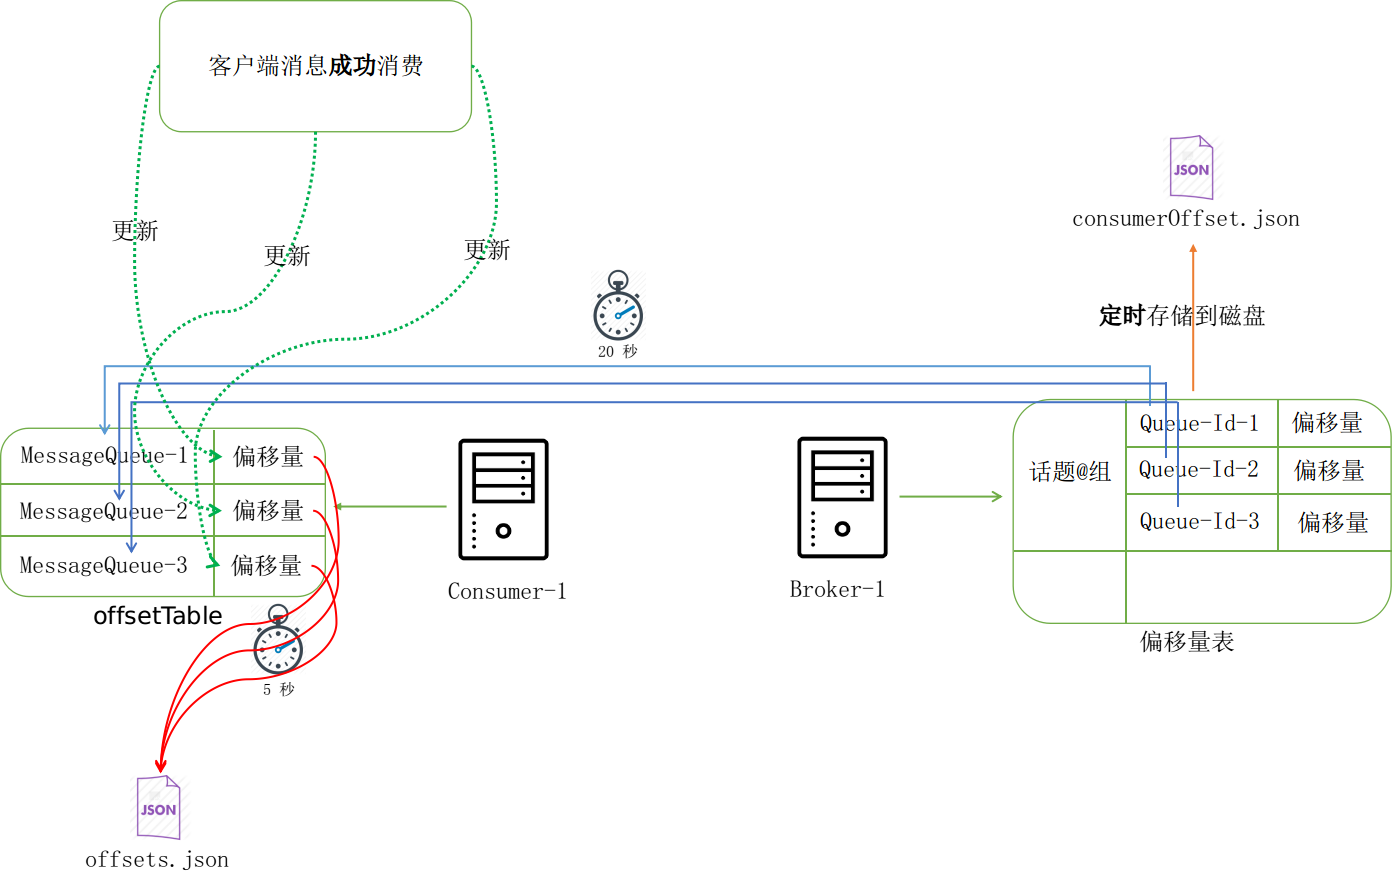 客户端消息成功消费
JSON
consumerOffset.json
更新
更新
更新
定时存储到磁盘
20 秒
MessageQueue-1 偏移量
MessageQueue-2 偏移量
MessageQueue-3 偏移量
offsetTable
Consumer-1
Broker-1
话题@组
Queue-Id-1 偏移量
Queue-Id-2 偏移量
Queue-Id-3 偏移量
偏移量表
5 秒
JSON
offsets.json